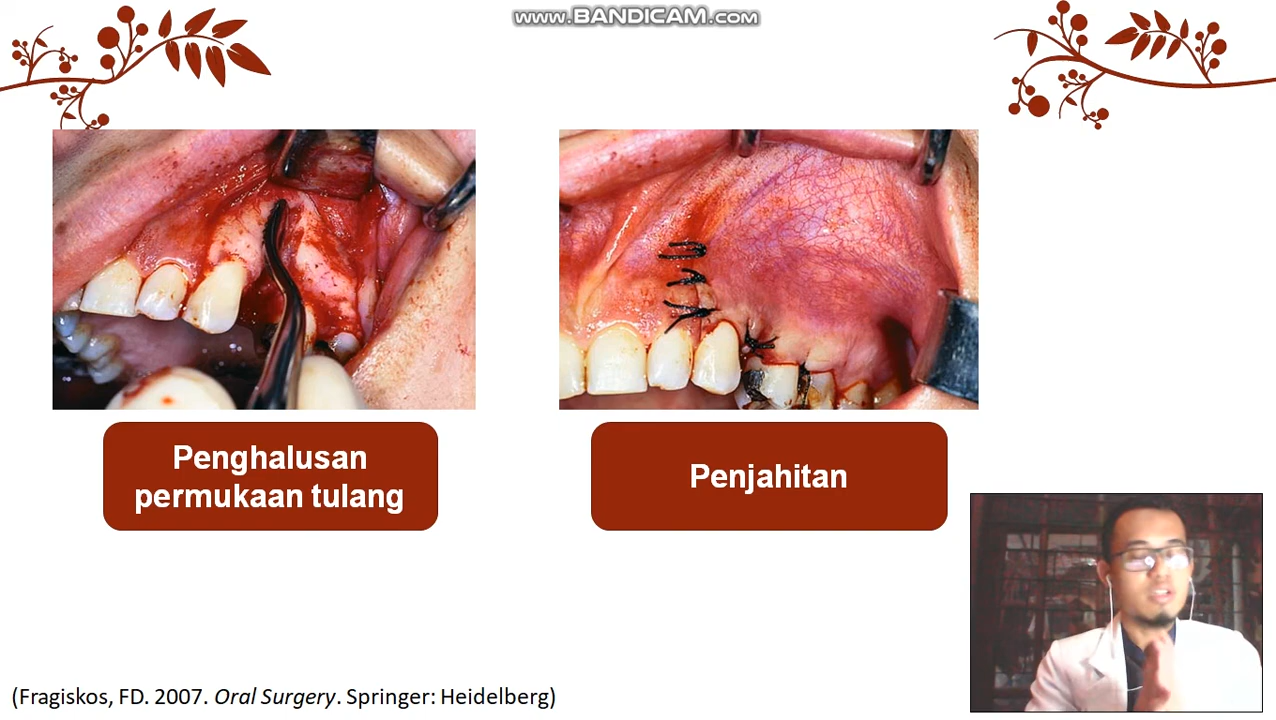 www.BANDICAM.com
Penghalusan
permukaan tulang
Penjahitan
(Fragiskos, FD. 2007. Oral Surgery. Springer: Heidelberg)